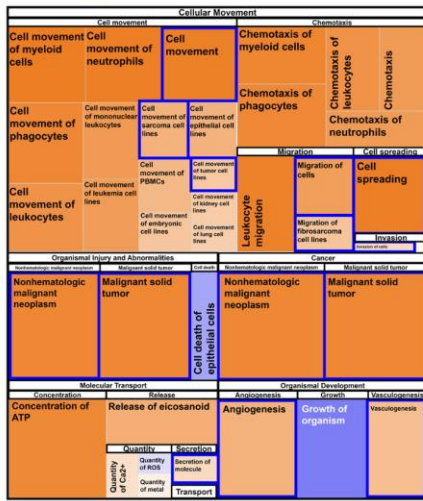 Cellular Movement
Cell movement
Chemotaxis
Cell movement
of myeloid cells
Cell
movement of
neutrophils
Cell
movement
Chemotaxis of
myeloid cells
Chemotaxis of
leukocytes
Chemotaxis
Cell
movement of
phagocytes
Cell movement
of mononuclear
leukocytes
Cell movement
of sarcoma cell
lines
Cell movement
of epithelial cell
lines
Chemotaxis of
phagocytes
Chemotaxis
of neutrophils
Cell movement
of PBMCs
Cell movement
of tumor cell
lines
Migration
Cell spreading
Cell
movement of
leukocytes
Cell movement
of leukemia cell
lines
Cell movement
of kidney cell
lines
Cell movement
of embryonic cell
lines
Cell movement
of lung cell lines
Leukocyte
migration
Migration of
cells
Migration of
fibrosarcoma
cell lines
Cell
spreading
Invasion
Invasion of cells
Organismal Injury and Abnormalities
Cancer
Nonhematologic malignant neoplasm
Malignant solid tumor
Cell death
Nonhematologic malignant neoplasm
Malignant solid tumor
Nonhematologic
malignant
neoplasm
Malignant solid
tumor
Cell death of
epithelial cells
Nonhematologic
malignant
neoplasm
Malignant solid
tumor
Molecular Transport
Organismal Development
Concentration
Release
Angiogenesis
Growth
Vasculogenesis
Concentration of
ATP
Release of eicosanoid
Angiogenesis
Growth of
organism
Vasculogenesis
Quantity
Secretion
Quantity
of Ca2+
Quantity
of ROS
Secretion of
molecule
Quantity
of metal
Transport